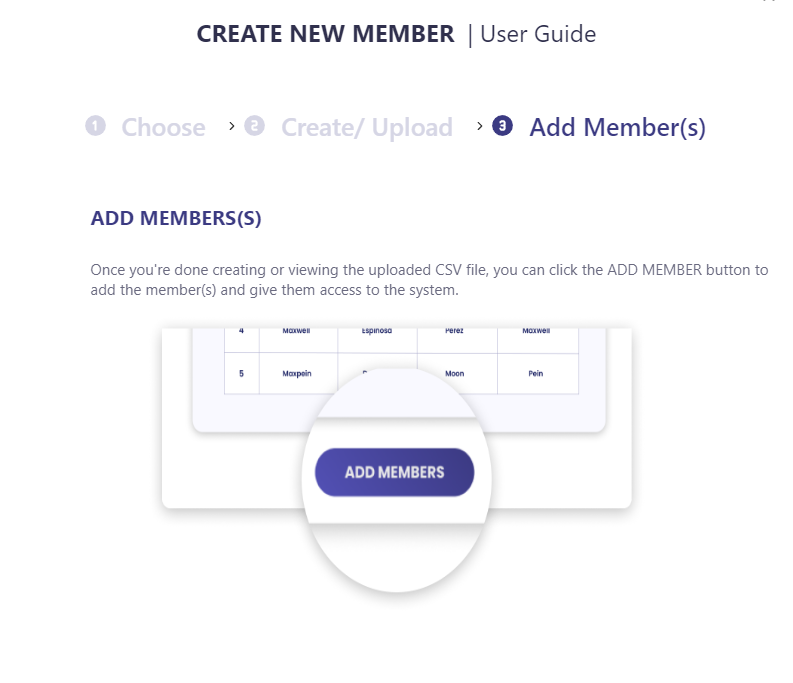 CREATE NEW MEMBER | User Guide
1 Choose > 2 Create/ Upload > 3 Add Member(s)
ADD MEMBERS(S)
Once you're done creating or viewing the uploaded CSV file, you can click the ADD MEMBER button to
add the member(s) and give them access to the system.
4 Maxwell Espinosa Perez Maxwell
5 Maxpein Moon Pein
ADD MEMBERS